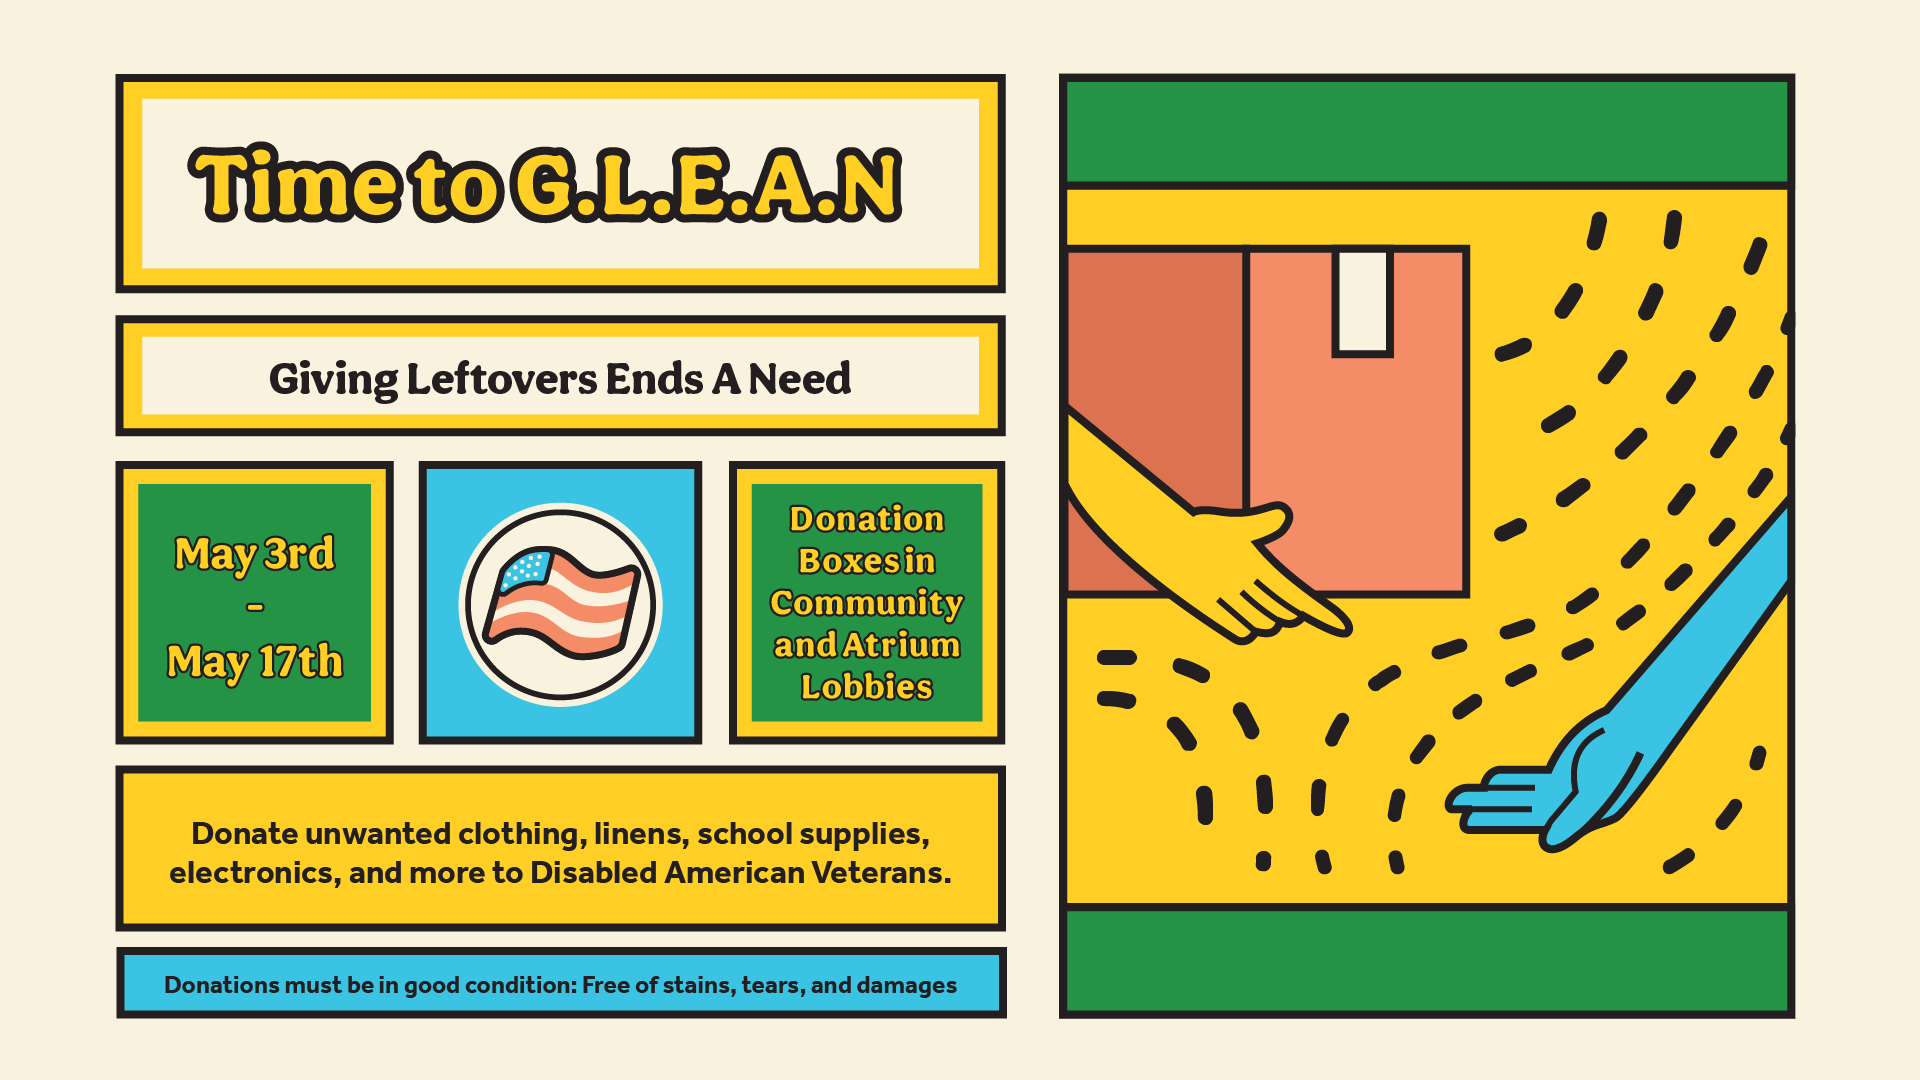 Time to G.L.E.A.N
Giving Leftovers Ends A Need
May 3rd
-
May 17th
Donation
Boxes in
Community
and Atrium
Lobbies
Donate unwanted clothing, linens, school supplies,
electronics, and more to Disabled American Veterans.
Donations must be in good condition: Free of stains, tears, and damages